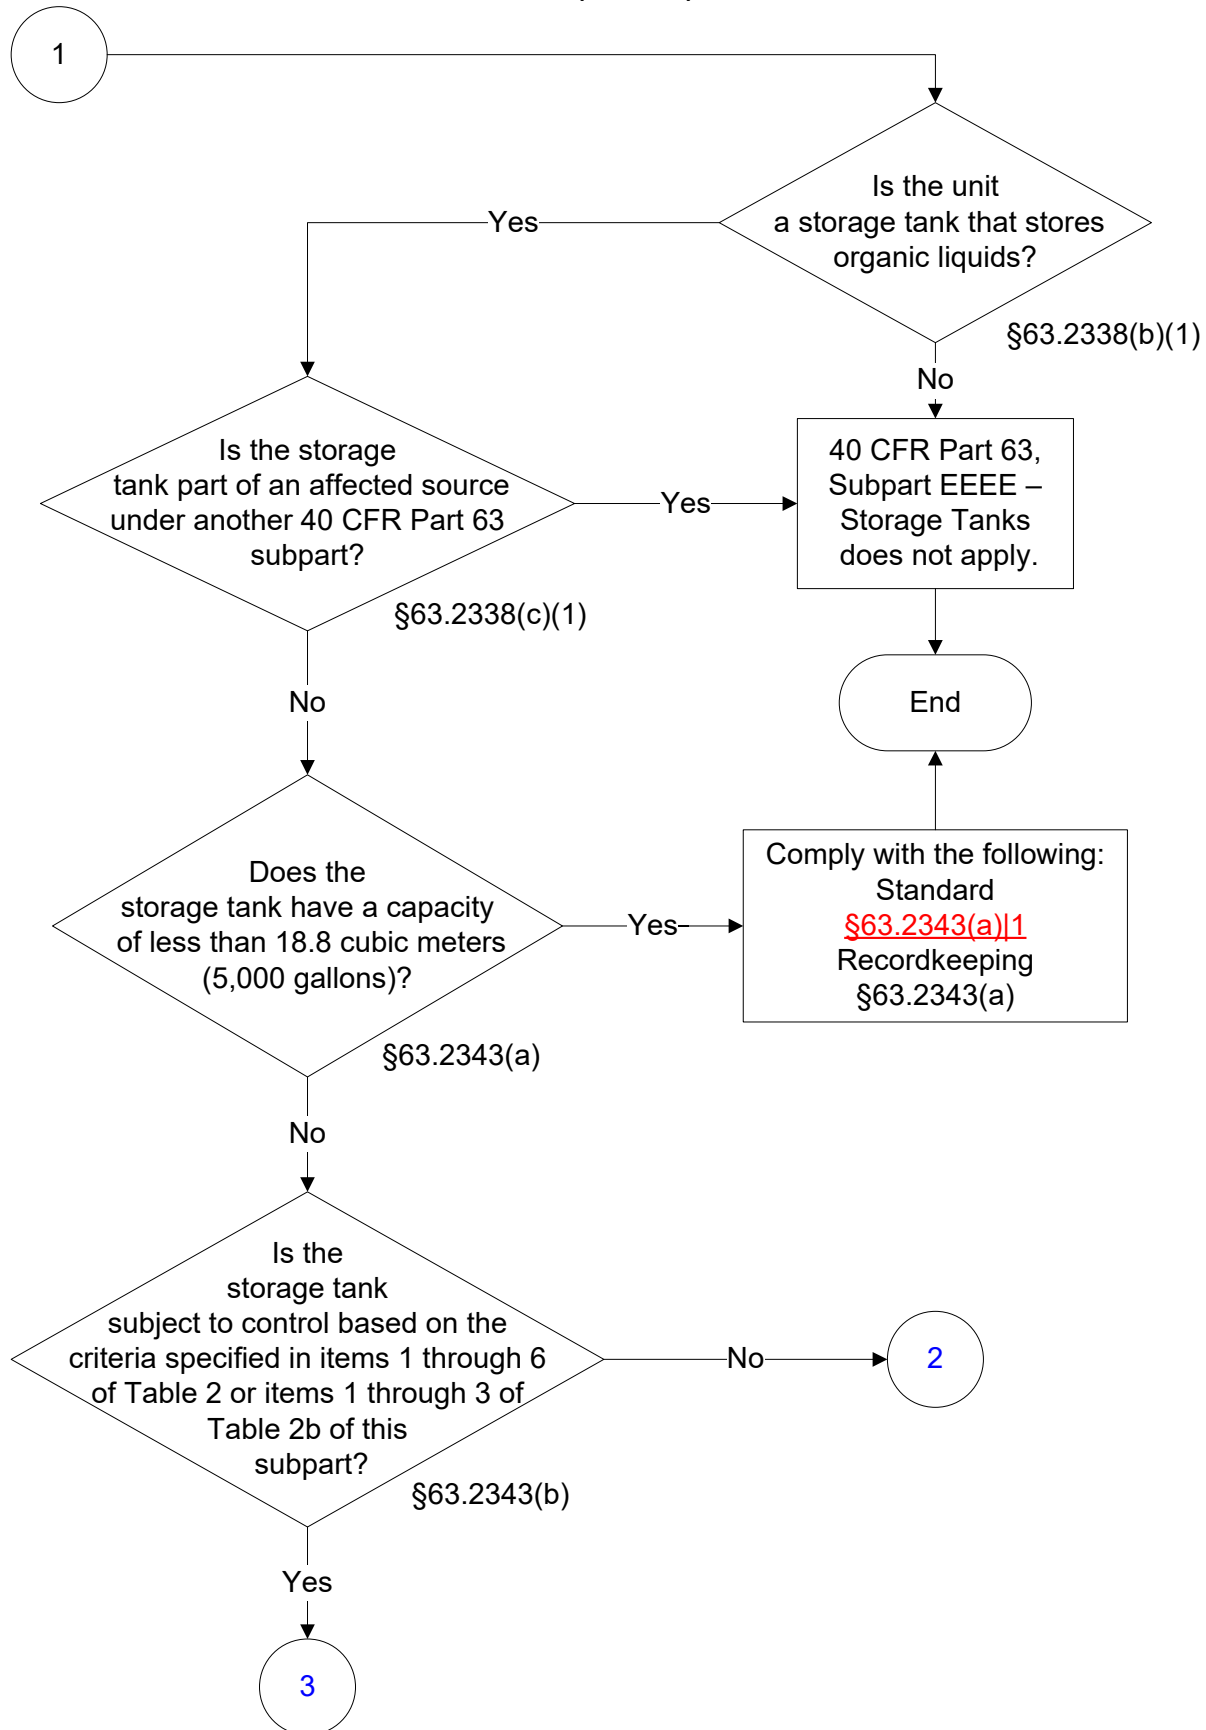 1
Is the unit
a storage tank that stores
organic liquids?
§63.2338(b)(1)
Yes
No
Is the storage
tank part of an affected source
under another 40 CFR Part 63
subpart?
§63.2338(c)(1)
Yes
40 CFR Part 63,
Subpart EEEE –
Storage Tanks
does not apply.
No
End
Does the
storage tank have a capacity
of less than 18.8 cubic meters
(5,000 gallons)?
§63.2343(a)
Yes
Comply with the following:
Standard
§63.2343(a)|1
Recordkeeping
§63.2343(a)
No
Is the
storage tank
subject to control based on the
criteria specified in items 1 through 6
of Table 2 or items 1 through 3 of
Table 2b of this
subpart?
§63.2343(b)
No
2
Yes
3